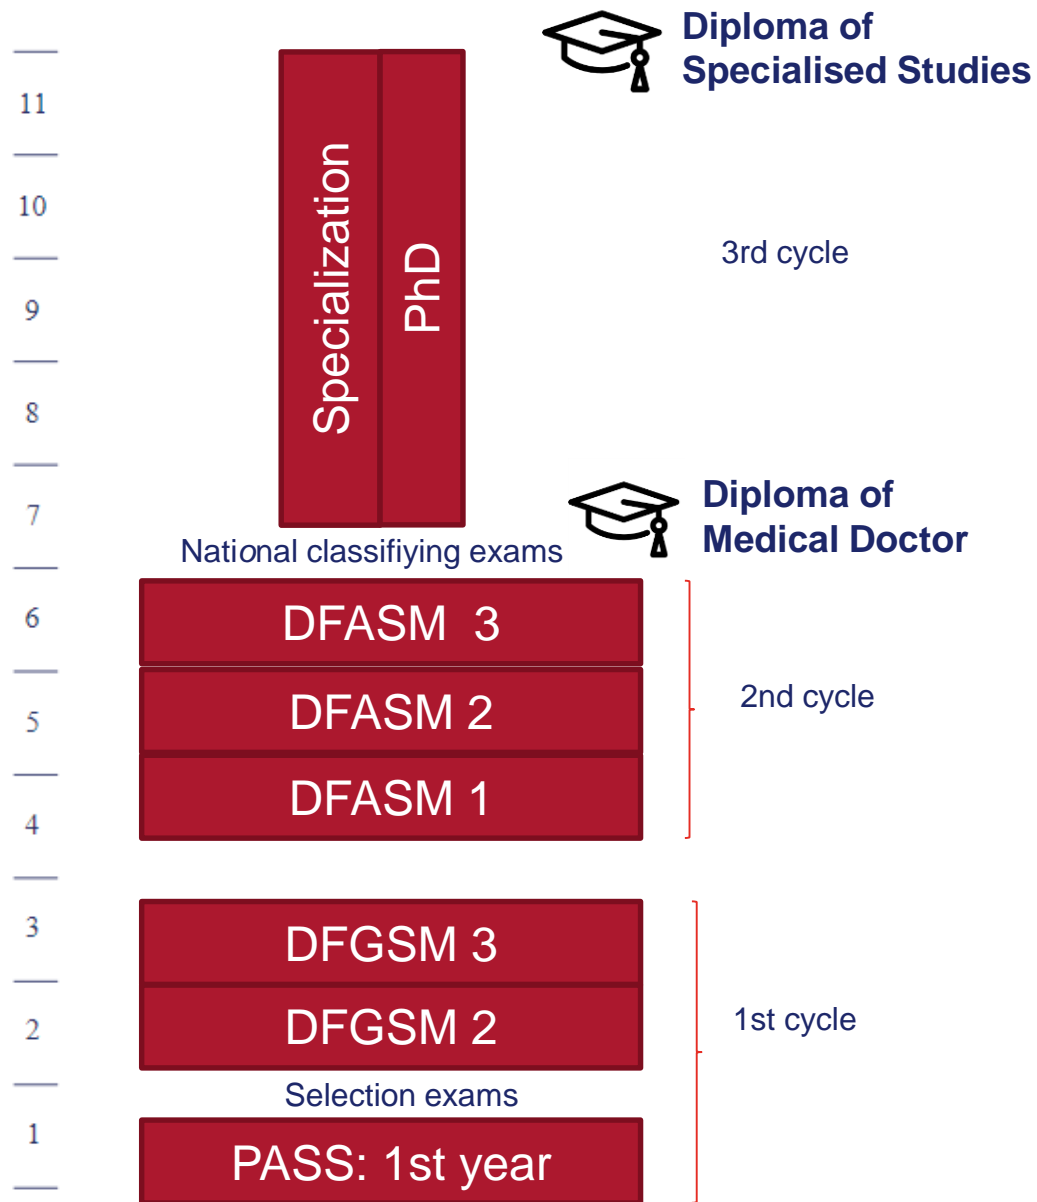 Diploma of
Specialised Studies
11
10
3rd cycle
9
Specialization
PhD
8
Diploma of
Medical Doctor
7
National classifiying exams
6
DFASM  3
2nd cycle
5
DFASM 2
DFASM 1
4
3
DFGSM 3
1st cycle
2
DFGSM 2
Selection exams
1
PASS: 1st year